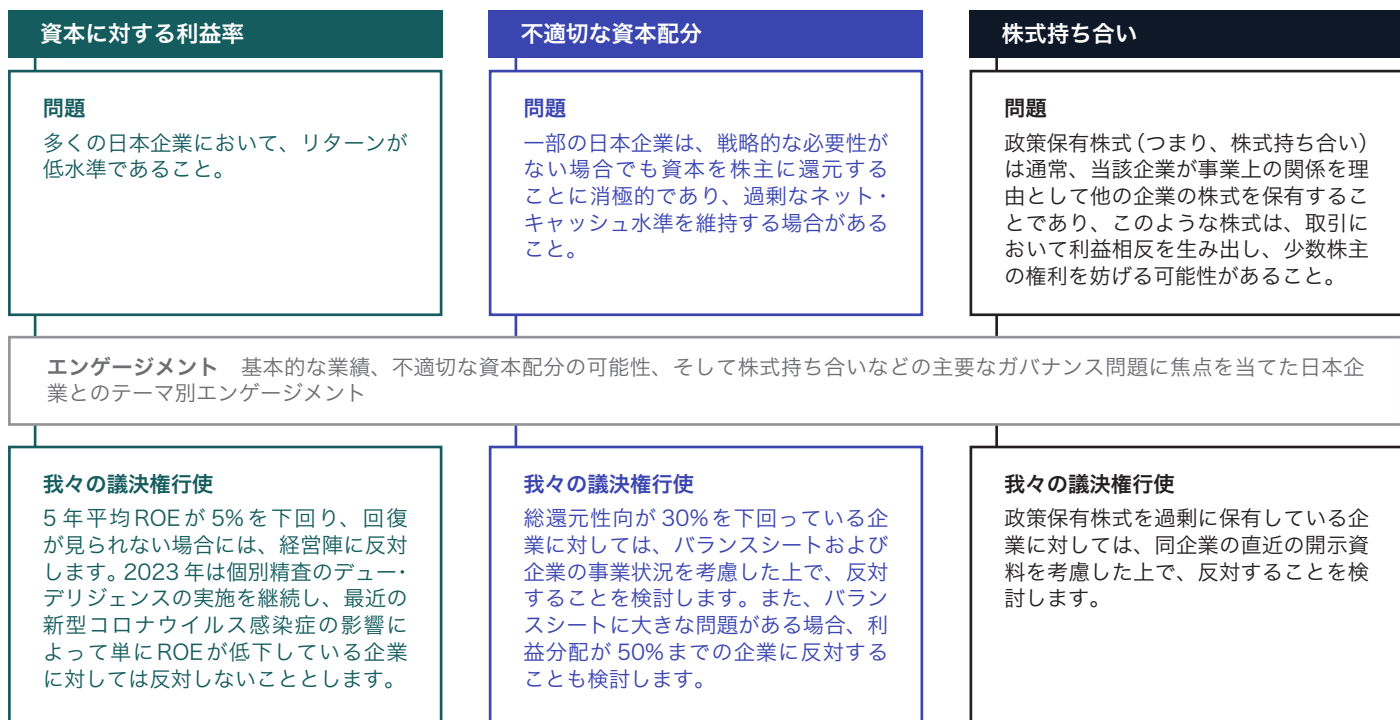 資本に対する利益率
問題
多くの日本企業において、リターンが
低水準であること。
不適切な資本配分
問題
一部の日本企業は、戦略的な必要性が
ない場合でも資本を株主に還元する
ことに消極的であり、過剰なネット・
キャッシュ水準を維持する場合がある
こと。
株式持ち合い
問題
政策保有株式（つまり、株式持ち合い）
は通常、当該企業が事業上の関係を理
由として他の企業の株式を保有するこ
とであり、このような株式は、取引に
おいて利益相反を生み出し、少数株主
の権利を妨げる可能性があること。
エンゲージメント　基本的な業績、不適切な資本配分の可能性、そして株式持ち合いなどの主要なガバナンス問題に焦点を当てた日本企
業とのテーマ別エンゲージメント
我々の議決権行使
5 年平均ROEが 5%を下回り、回復
が見られない場合には、経営陣に反対
します。2023 年は個別精査のデュー・
デリジェンスの実施を継続し、最近の
新型コロナウイルス感染症の影響に
よって単にROEが低下している企業
に対しては反対しないこととします。
我々の議決権行使
総還元性向が 30%を下回っている企
業に対しては、バランスシートおよび
企業の事業状況を考慮した上で、反対
することを検討します。また、バラン
スシートに大きな問題がある場合、利
益分配が 50%までの企業に反対する
ことも検討します。
我々の議決権行使
政策保有株式を過剰に保有している企
業に対しては、同企業の直近の開示資
料を考慮した上で、反対することを検
討します。